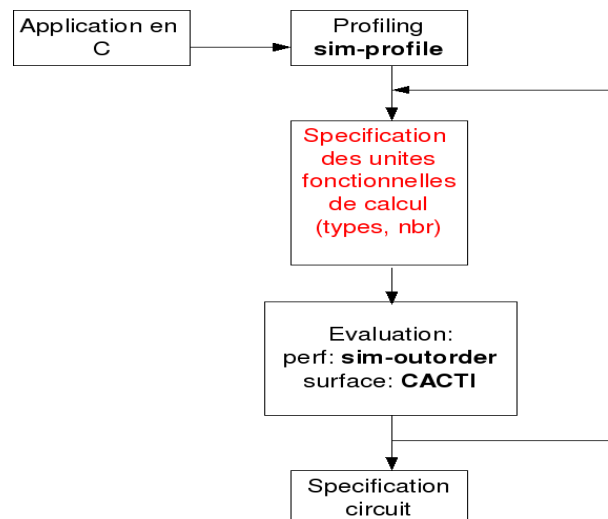 Application en
C
Profiling
sim-profile
Specification
des unites
fonctionnelles
de calcul
(types, nbr)
Evaluation:
perf: sim-outorder
surface: CACTI
Specification
circuit